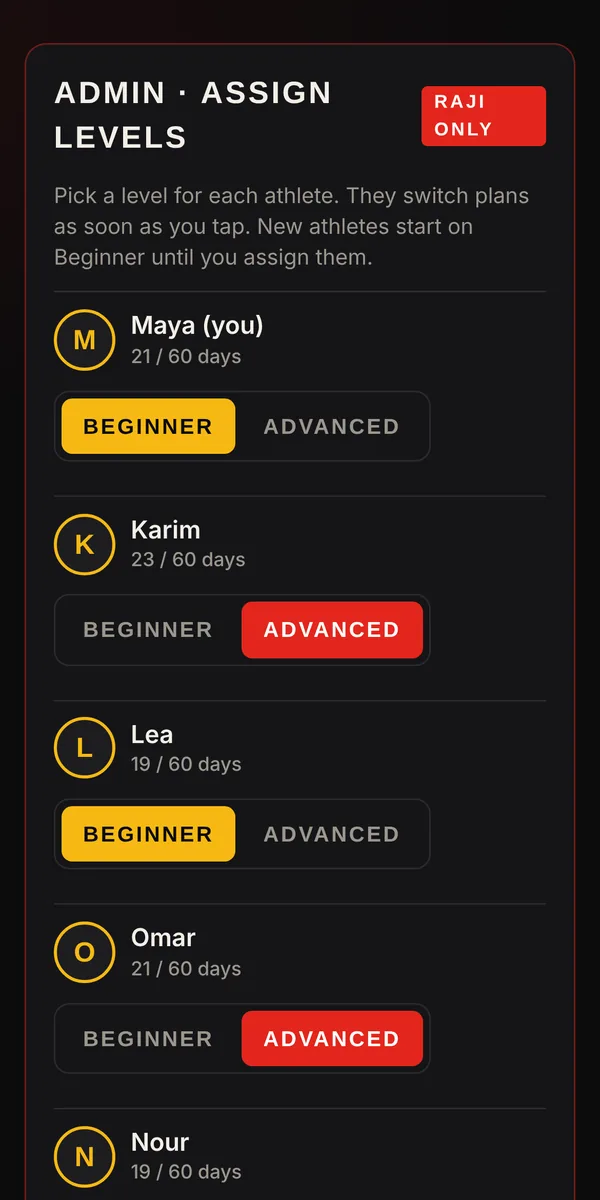 ADMIN · ASSIGN
LEVELS
RAJI
ONLY
Pick a level for each athlete. They switch plans
as soon as you tap. New athletes start on
Beginner until you assign them.
M
Maya (you)
21 / 60 days
BEGINNER ADVANCED
K
Karim
23 / 60 days
BEGINNER ADVANCED
L
Lea
19 / 60 days
BEGINNER ADVANCED
O
Omar
21 / 60 days
BEGINNER ADVANCED
N
Nour
19 / 60 days